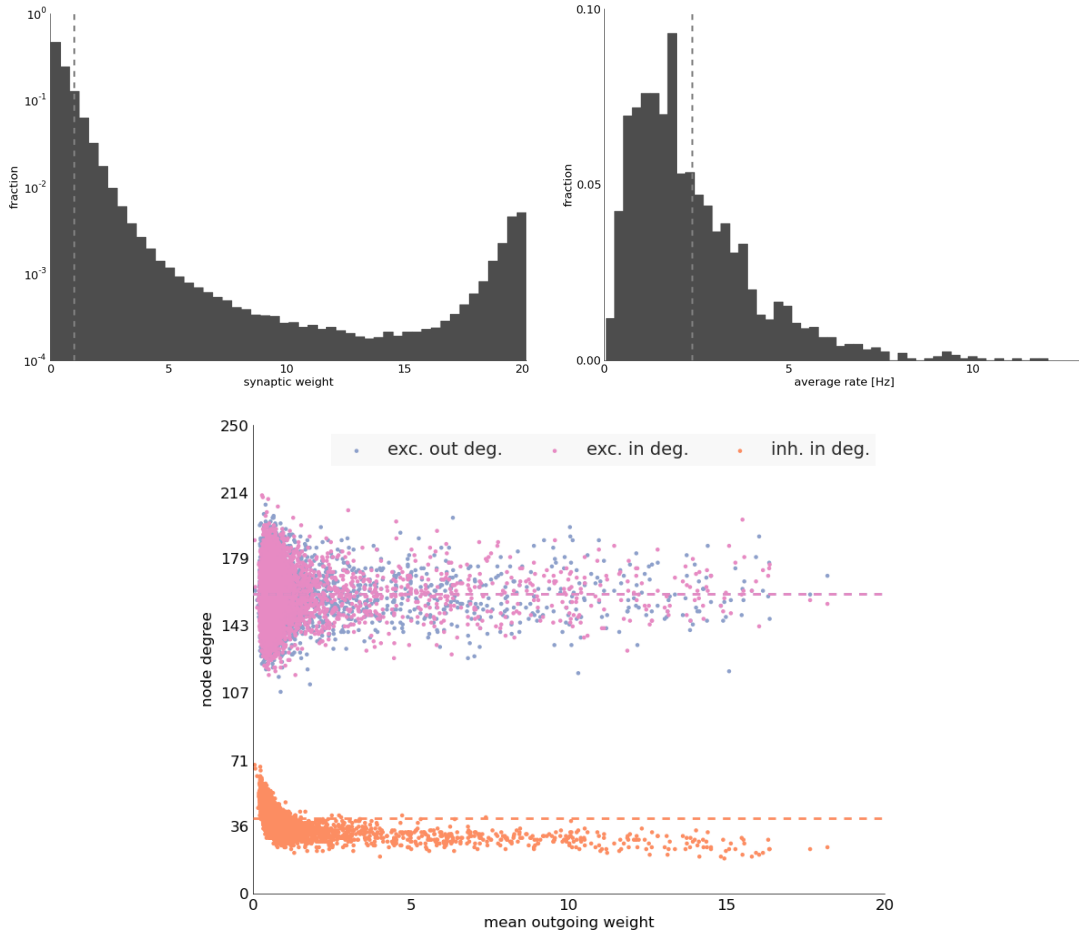 10⁰
10⁻¹
10⁻²
10⁻³
10⁻⁴
fraction
0 5 10 15 20
synaptic weight
0.10
0.05
0.00
fraction
0 5 10
average rate [Hz]
exc. out deg. exc. in deg. inh. in deg.
250
214
179
143
107
71
36
0
node degree
0 5 10 15 20
mean outgoing weight